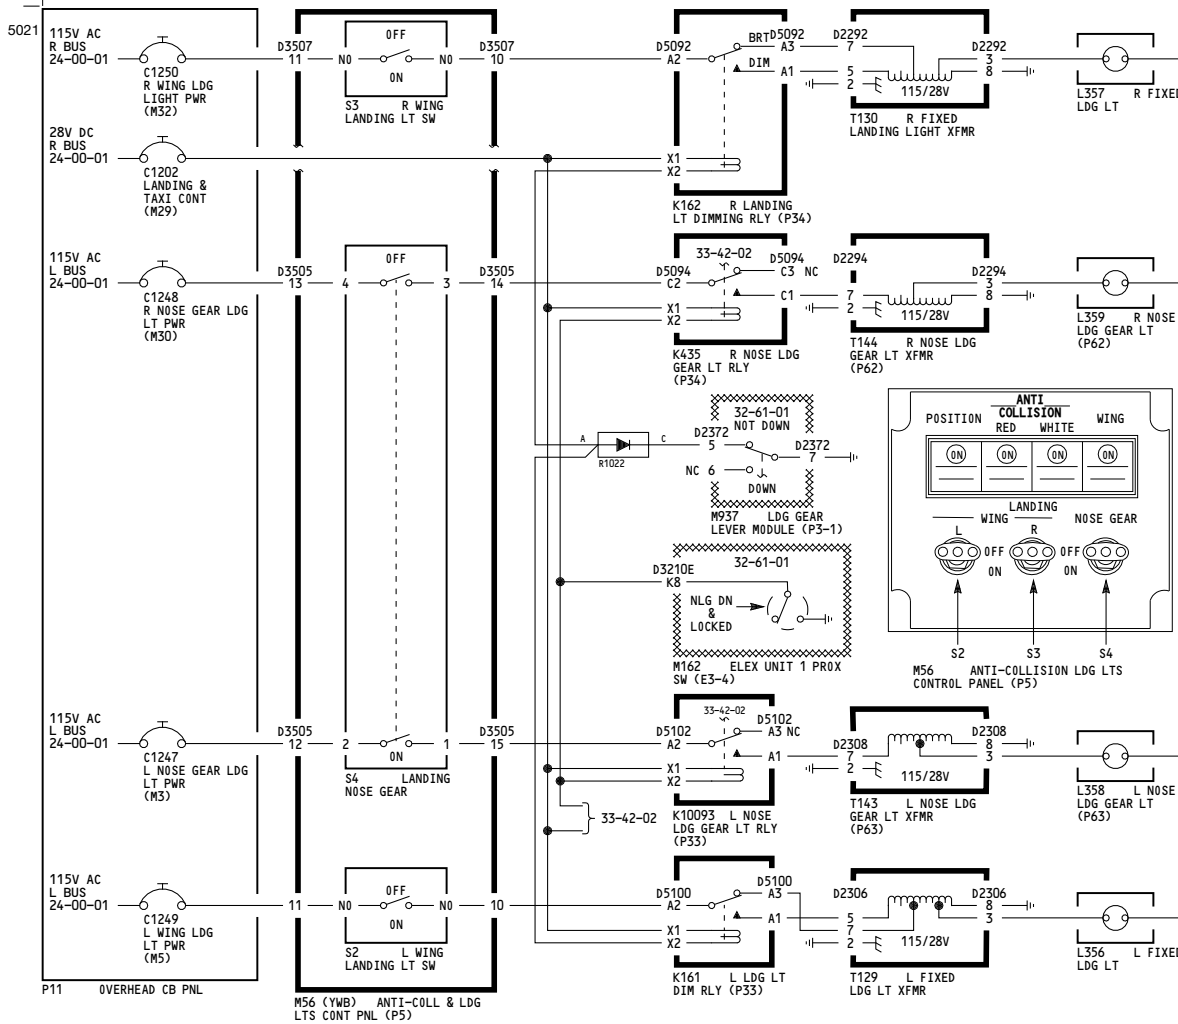 5021
115V AC
R BUS
24-00-01
C1250
R WING LDG
LIGHT PWR
(M32)
D3507
11
NO
OFF
ON
NO
S3 R WING
LANDING LT SW
D3507
10
D5092
A2
BRT
DIM
D5092
A3
A1
D2292
7
5
2
115/28V
D2292
3
8
T130 R FIXED
LANDING LIGHT XFMR
L357 R FIXED
LDG LT
28V DC
R BUS
24-00-01
C1202
LANDING &
TAXI CONT
(M29)
X1
X2
K162 R LANDING
LT DIMMING RLY (P34)
115V AC
L BUS
24-00-01
C1248
R NOSE GEAR LDG
LT PWR
(M30)
D3505
13
4
OFF
3
D3505
14
33-42-02
D5094
C2
X1
X2
D5094
C3 NC
C1
K435 R NOSE LDG
GEAR LT RLY
(P34)
D2294
7
2
115/28V
D2294
3
8
T144 R NOSE LDG
GEAR LT XFMR
(P62)
L359 R NOSE
LDG GEAR LT
(P62)
A
C
R1022
32-61-01
NOT DOWN
D2372
5
NC 6
D2372
7
DOWN
M937 LDG GEAR
LEVER MODULE (P3-1)
ANTI
COLLISION
POSITION
RED
WHITE
WING
ON
ON
ON
ON
LANDING
WING
NOSE GEAR
L
R
OFF
ON
OFF
ON
S2
S3
S4
M56 ANTI-COLLISION LDG LTS
CONTROL PANEL (P5)
D3210E
K8
32-61-01
NLG DN
&
LOCKED
M162 ELEX UNIT 1 PROX
SW (E3-4)
115V AC
L BUS
24-00-01
C1247
L NOSE GEAR LDG
LT PWR
(M3)
D3505
12
2
ON
1
S4 LANDING
NOSE GEAR
D3505
15
33-42-02
D5102
A2
X1
X2
D5102
A3 NC
A1
K10093 L NOSE
LDG GEAR LT RLY
(P33)
33-42-02
D2308
7
2
115/28V
D2308
8
3
T143 L NOSE LDG
GEAR LT XFMR
(P63)
L358 L NOSE
LDG GEAR LT
(P63)
115V AC
L BUS
24-00-01
C1249
L WING LDG
LT PWR
(M5)
11
NO
OFF
ON
NO
10
S2 L WING
LANDING LT SW
D5100
A2
X1
X2
D5100
A3
A1
K161 L LDG LT
DIM RLY (P33)
D2306
5
7
2
115/28V
D2306
8
3
T129 L FIXED
LDG LT XFMR
L356 L FIXED
LDG LT
P11 OVERHEAD CB PNL
M56 (YWB) ANTI-COLL & LDG
LTS CONT PNL (P5)